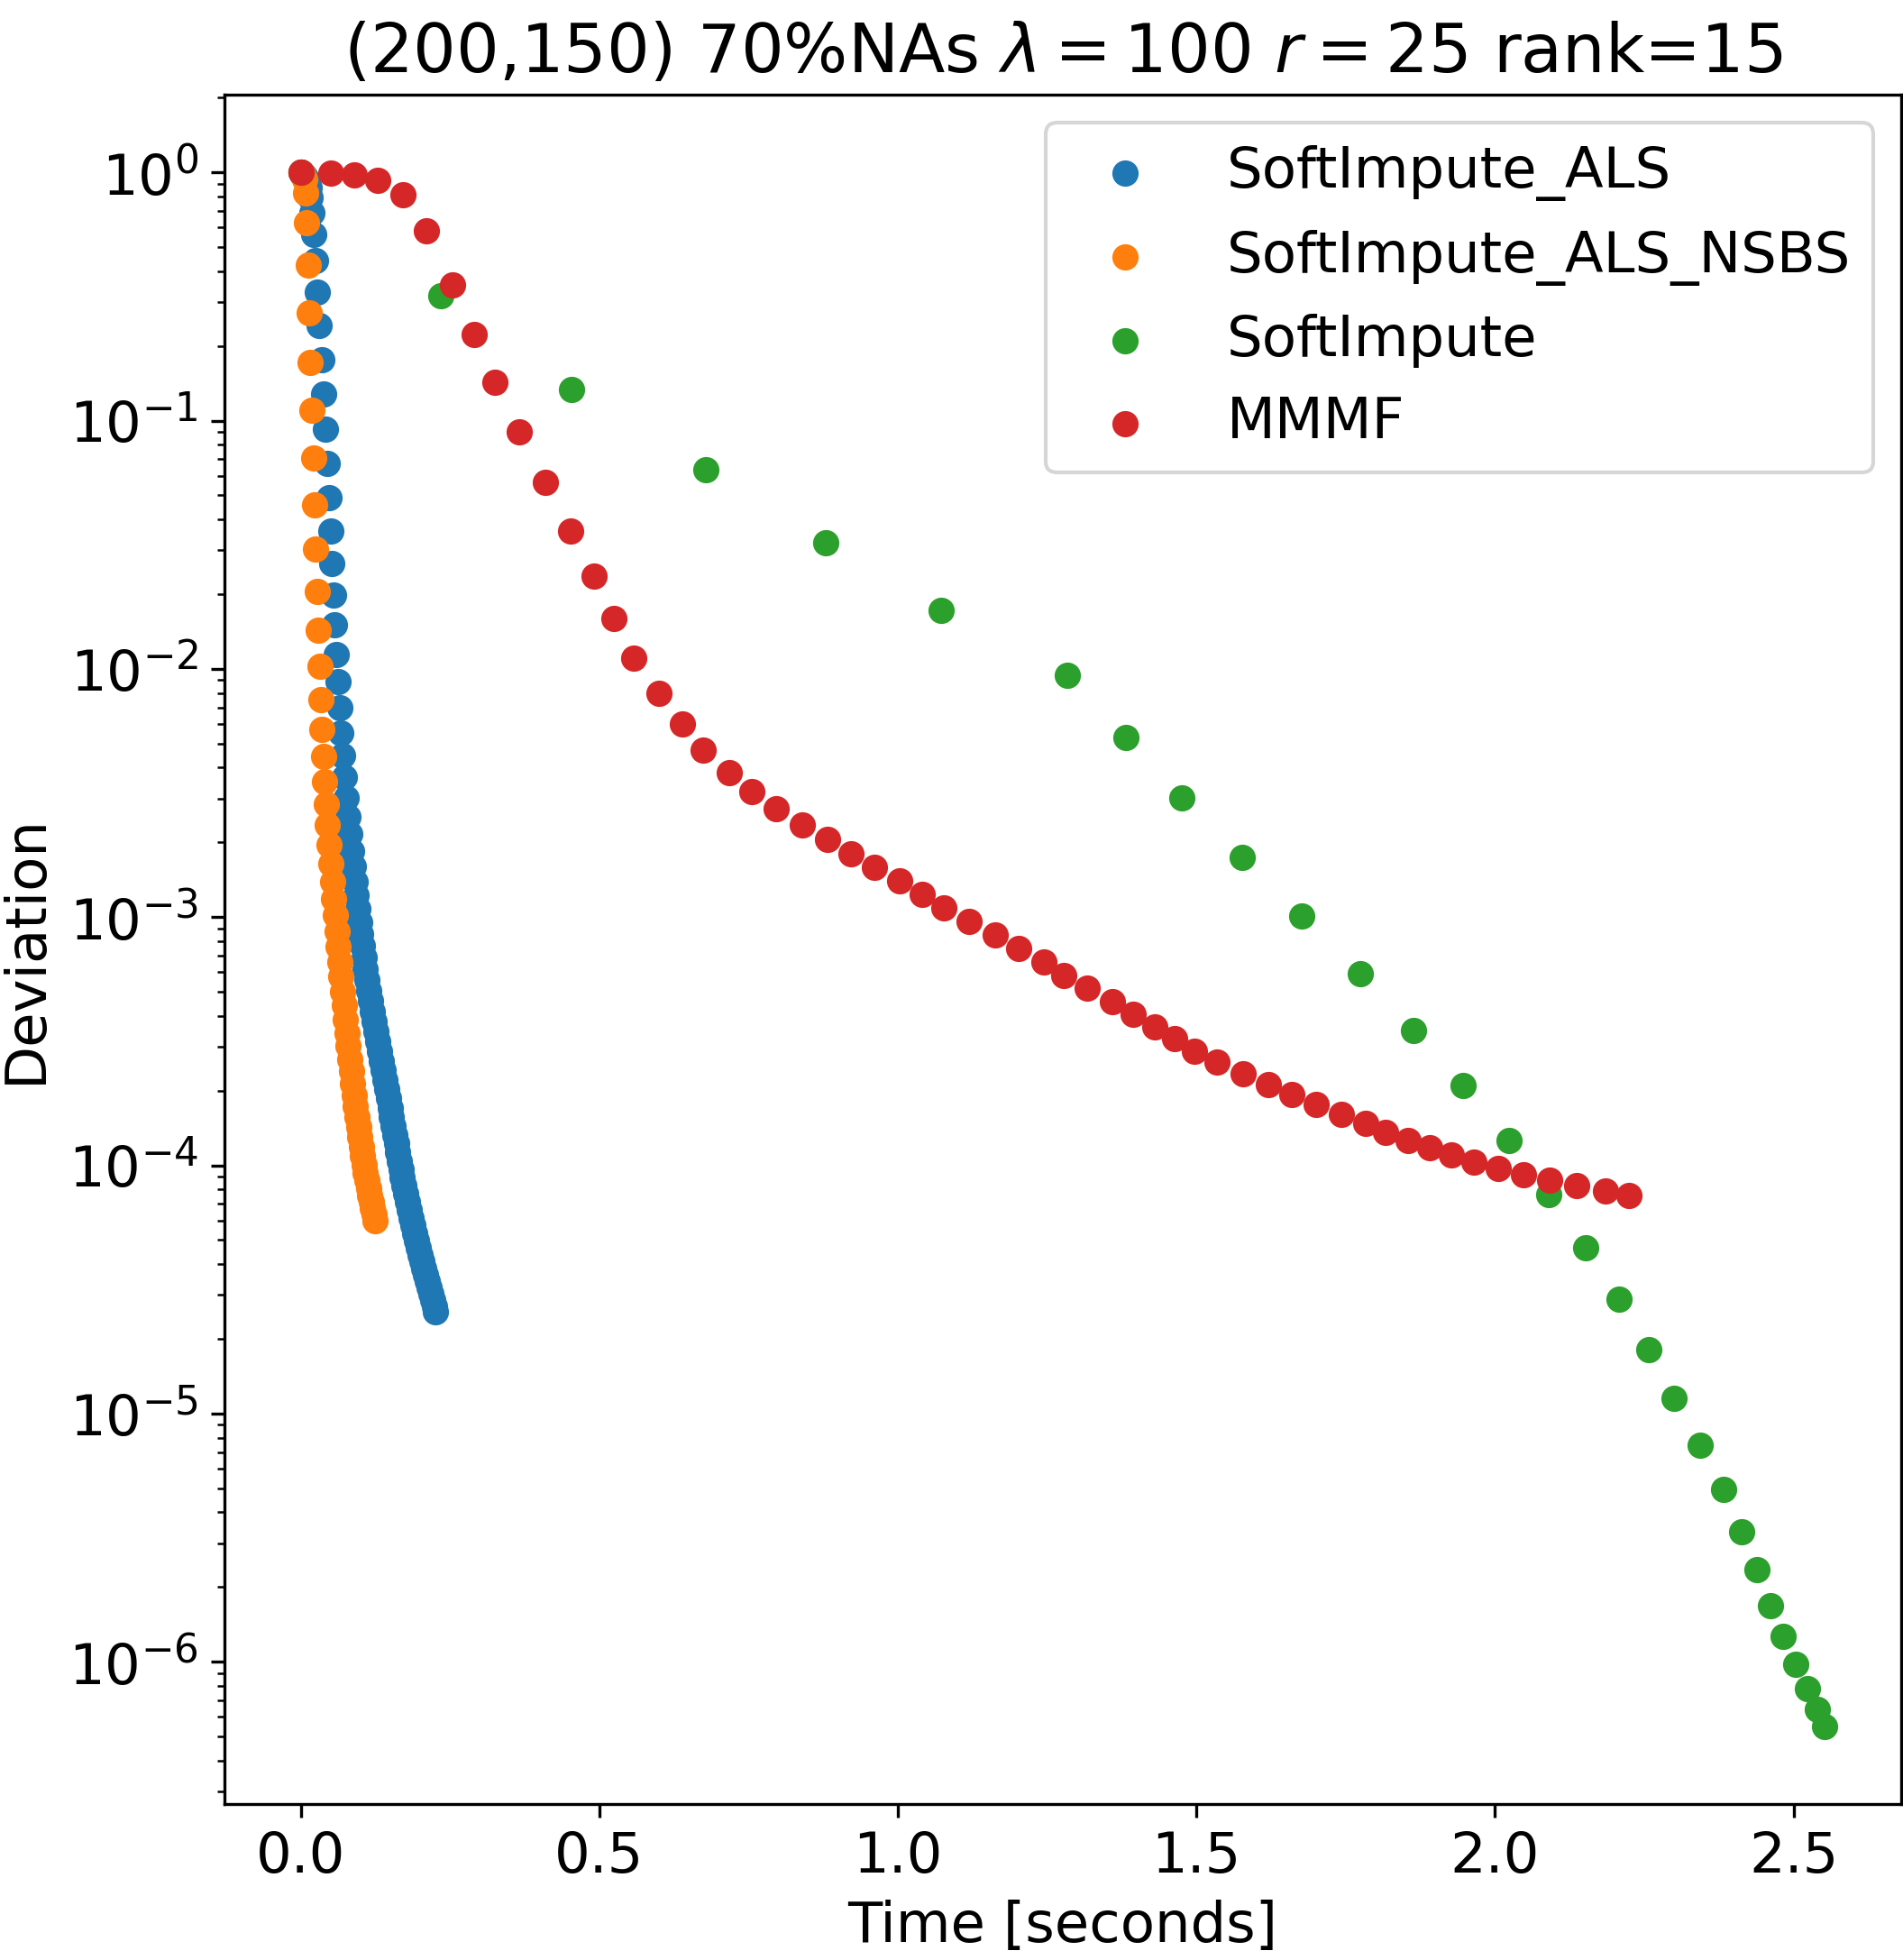 (200,150) 70%NAs λ = 100 r = 25 rank=15
SoftImpute_ALS
SoftImpute_ALS_NSBS
SoftImpute
MMMF
Deviation
10⁰
10⁻¹
10⁻²
10⁻³
10⁻⁴
10⁻⁵
10⁻⁶
0.0 0.5 1.0 1.5 2.0 2.5
Time [seconds]